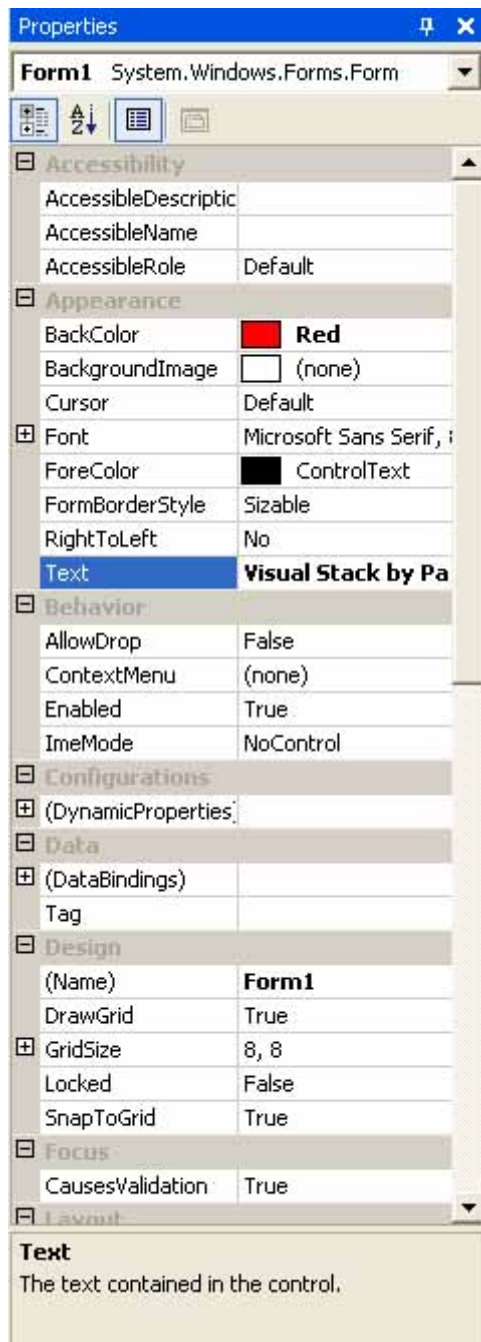 Properties
Form1 System.Windows.Forms.Form
A
Z
Accessibility
AccessibleDescriptic
AccessibleName
AccessibleRole Default
Appearance
BackColor Red
BackgroundImage (none)
Cursor Default
Font Microsoft Sans Serif,
ForeColor ControlText
FormBorderStyle Sizable
RightToLeft No
Text Visual Stack by Pa
Behavior
AllowDrop False
ContextMenu (none)
Enabled True
ImeMode NoControl
Configurations
(DynamicProperties)
Data
(DataBindings)
Tag
Design
(Name) Form1
DrawGrid True
GridSize 8, 8
Locked False
SnapToGrid True
Focus
CausesValidation True
Layout
Text
The text contained in the control.